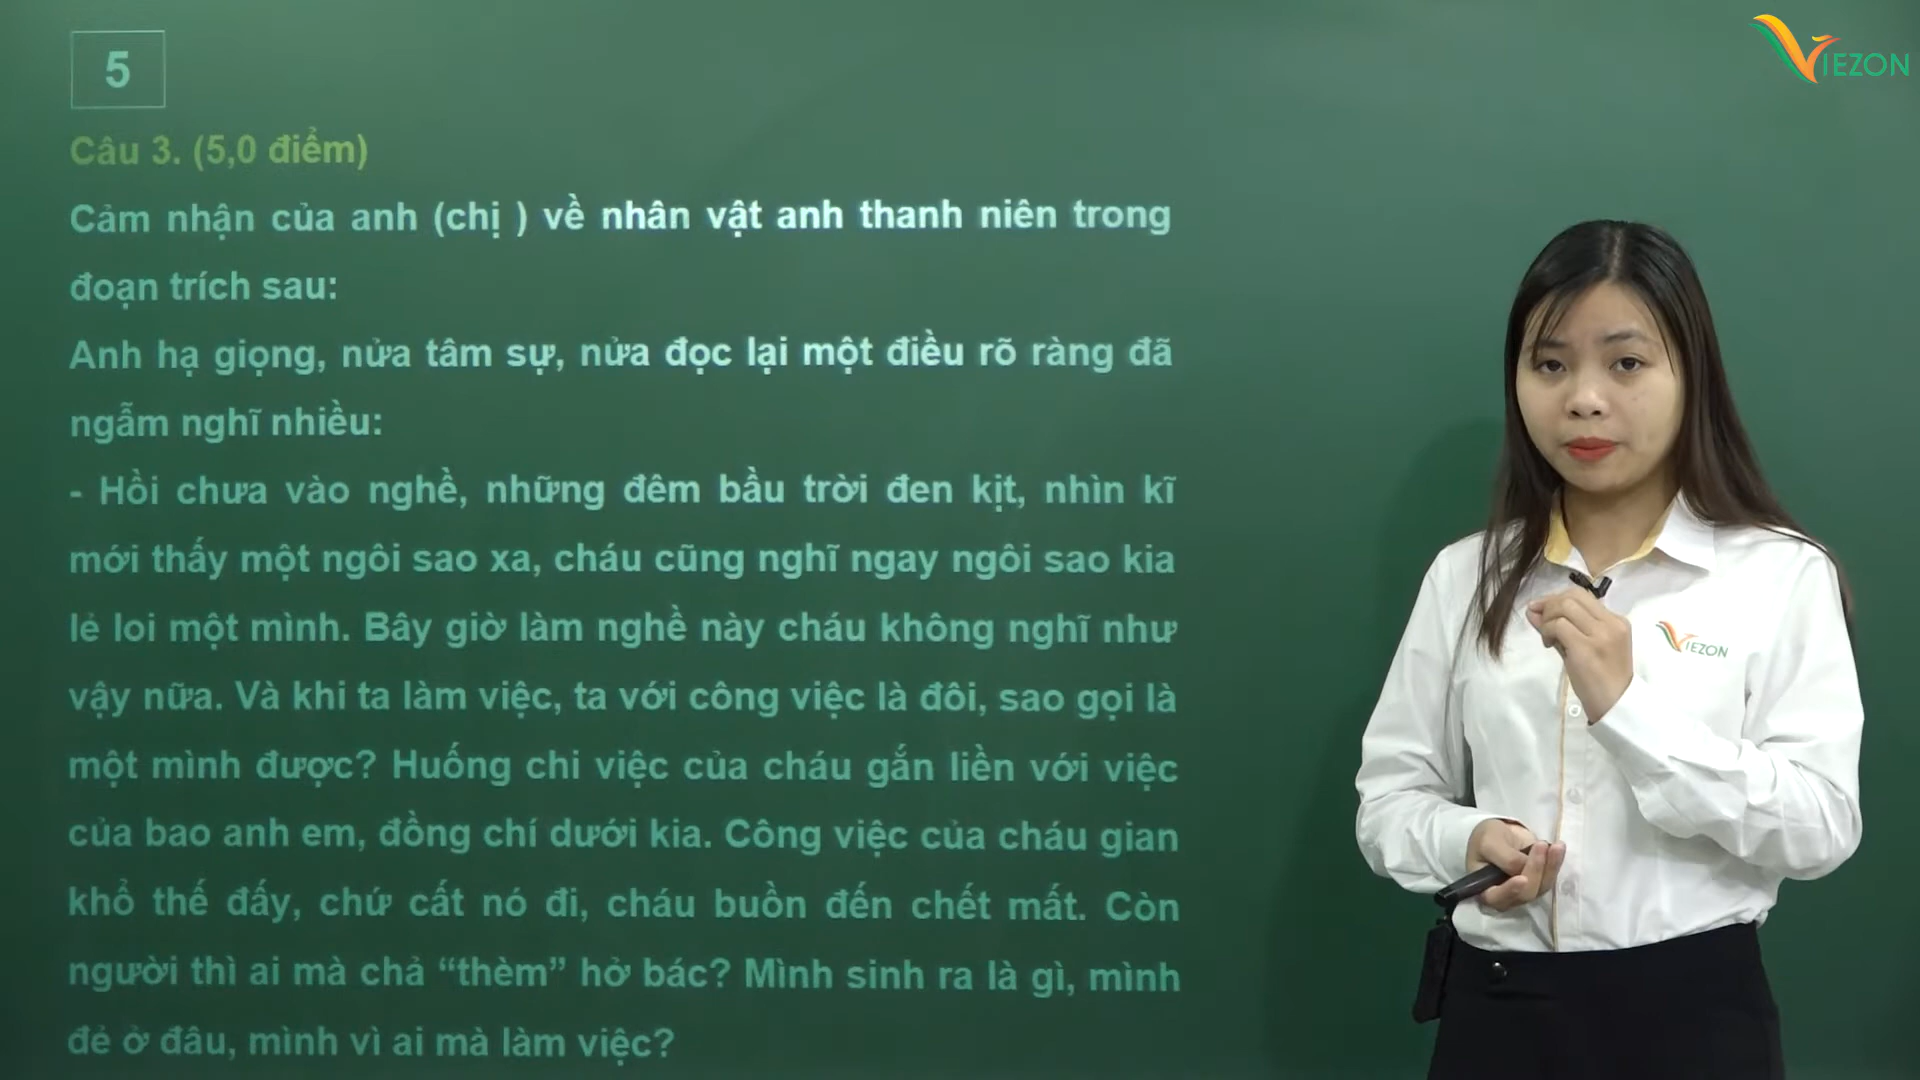 VIEZON
5
Câu 3. (5,0 điểm)
Cảm nhận của anh (chị ) về nhân vật anh thanh niên trong
đoạn trích sau:
Anh hạ giọng, nửa tâm sự, nửa đọc lại một điều rõ ràng đã
ngẫm nghĩ nhiều:
- Hồi chưa vào nghề, những đêm bầu trời đen kịt, nhìn kĩ
mới thấy một ngôi sao xa, cháu cũng nghĩ ngay ngôi sao kia
lẻ loi một mình. Bây giờ làm nghề này cháu không nghĩ như
vậy nữa. Và khi ta làm việc, ta với công việc là đôi, sao gọi là
một mình được? Huống chi việc của cháu gắn liền với việc
của bao anh em, đồng chí dưới kia. Công việc của cháu gian
khổ thế đấy, chứ cất nó đi, cháu buồn đến chết mất. Còn
người thì ai mà chả “thèm” hở bác? Mình sinh ra là gì, mình
đẻ ở đâu, mình vì ai mà làm việc?
VIEZON